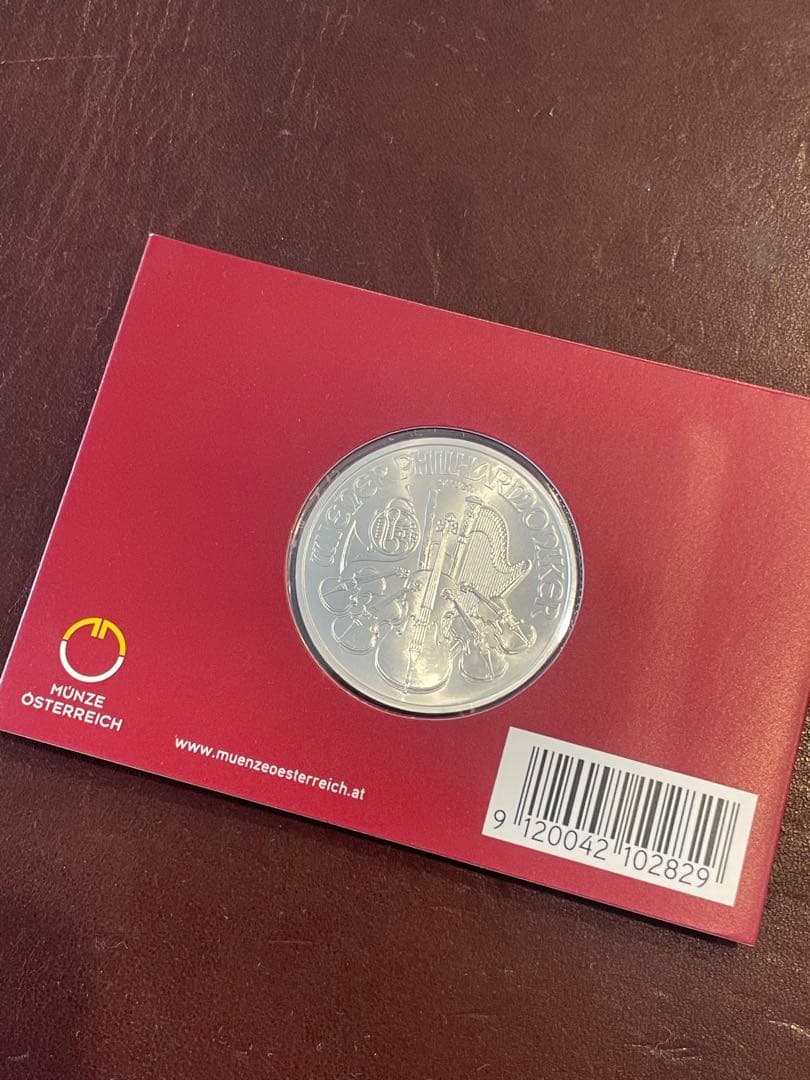 WIENER PHILHARMONIKER
MÜNZE
ÖSTERREICH
www.muenzeoesterreich.at
9 120042 102829